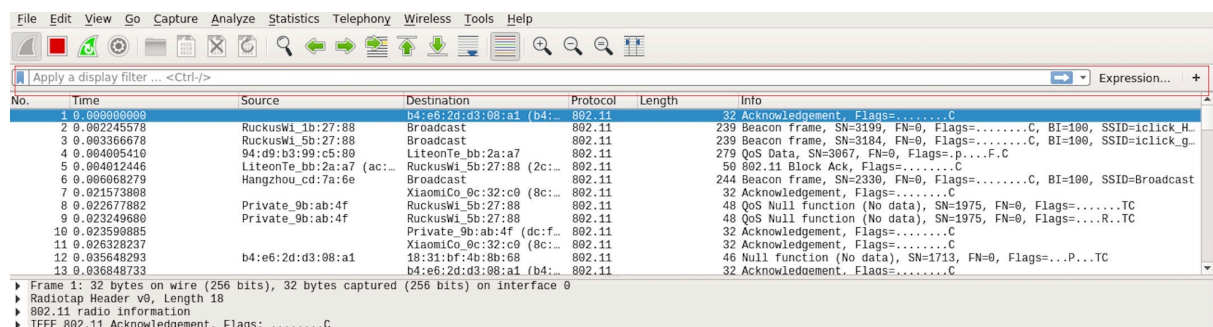 File Edit View Go Capture Analyze Statistics Telephony Wireless Tools Help
Apply a display filter ... <Ctrl-/> Expression... +
No. Time Source Destination Protocol Length Info
1 0.000000000 b4:e6:2d:d3:08:a1 (b4:… 802.11 32 Acknowledgement, Flags=........C
2 0.002245578 RuckusWi_1b:27:88 Broadcast 802.11 239 Beacon frame, SN=3199, FN=0, Flags=........C, BI=100, SSID=iclick_H…
3 0.003366678 RuckusWi_5b:27:88 Broadcast 802.11 239 Beacon frame, SN=3184, FN=0, Flags=........C, BI=100, SSID=iclick_g…
4 0.004005410 94:d9:b3:99:c5:80 LiteonTe_bb:2a:a7 802.11 279 QoS Data, SN=3067, FN=0, Flags=.p....F.C
5 0.004012446 LiteonTe_bb:2a:a7 (ac:… RuckusWi_5b:27:88 (2c:… 802.11 50 802.11 Block Ack, Flags=........C
6 0.006068279 Hangzhou_cd:7a:6e Broadcast 802.11 244 Beacon frame, SN=2330, FN=0, Flags=........C, BI=100, SSID=Broadcast
7 0.021573808 XiaomiCo_0c:32:c0 (8c:… 802.11 32 Acknowledgement, Flags=........C
8 0.022677882 Private_9b:ab:4f RuckusWi_5b:27:88 802.11 48 QoS Null function (No data), SN=1975, FN=0, Flags=.......TC
9 0.023249680 Private_9b:ab:4f RuckusWi_5b:27:88 802.11 48 QoS Null function (No data), SN=1975, FN=0, Flags=....R..TC
10 0.023590885 Private_9b:ab:4f (dc:f… 802.11 32 Acknowledgement, Flags=........C
11 0.026328237 XiaomiCo_0c:32:c0 (8c:… 802.11 32 Acknowledgement, Flags=........C
12 0.035648293 b4:e6:2d:d3:08:a1 18:31:bf:4b:8b:68 802.11 46 Null function (No data), SN=1713, FN=0, Flags=...P...TC
13 0.036848733 b4:e6:2d:d3:08:a1 (b4:… 802.11 32 Acknowledgement, Flags=........C
Frame 1: 32 bytes on wire (256 bits), 32 bytes captured (256 bits) on interface 0
Radiotap Header v0, Length 18
802.11 radio information
IEEE 802.11 Acknowledgement, Flags: ........C